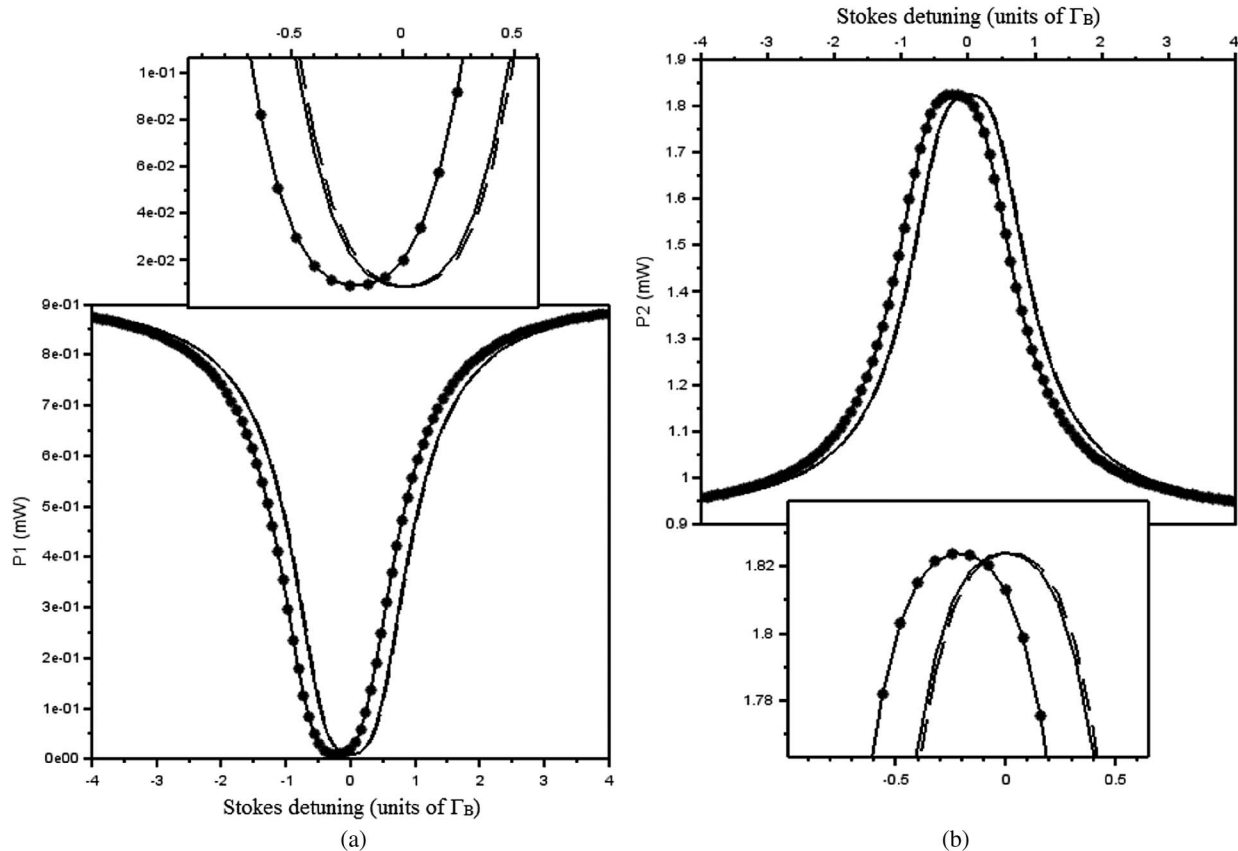 -0.5 0 0.5
1e-01
8e-02
6e-02
4e-02
2e-02
9e-01
8e-01
7e-01
6e-01
5e-01
4e-01
3e-01
2e-01
1e-01
0e00
P1 (mW)
-4 -3 -2 -1 0 1 2 3 4
Stokes detuning (units of ΓB)
(a)
Stokes detuning (units of ΓB)
-4 -3 -2 -1 0 1 2 3 4
1.9
1.8
1.7
1.6
1.5
1.4
1.3
1.2
1.1
1
0.9
P2 (mW)
1.82
1.8
1.78
-0.5 0 0.5
(b)